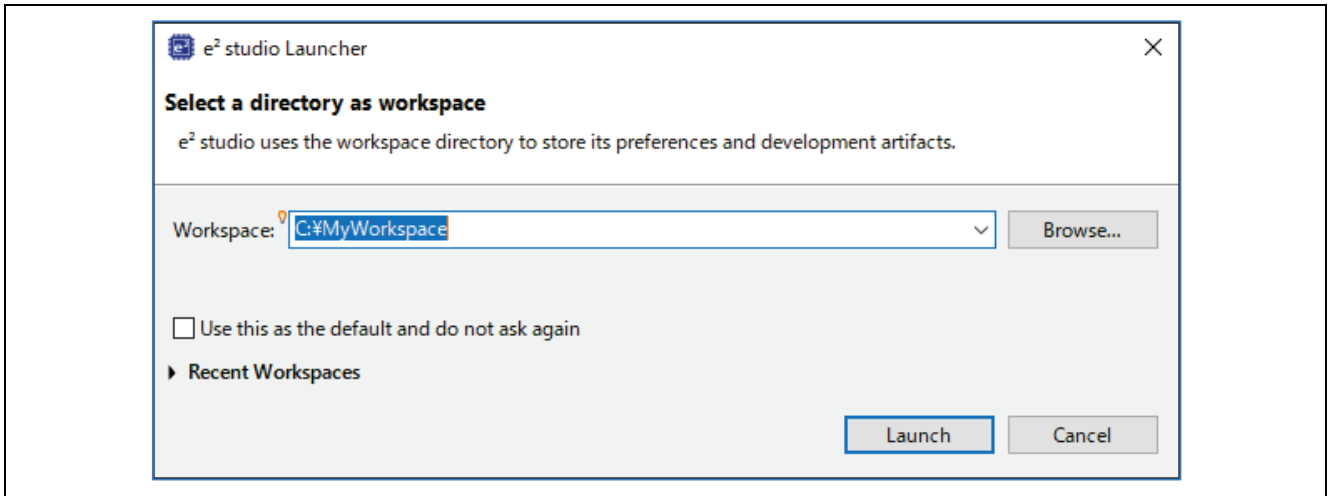 e² studio Launcher
Select a directory as workspace
e² studio uses the workspace directory to store its preferences and development artifacts.
Workspace: C:¥MyWorkspace Browse...
Use this as the default and do not ask again
Recent Workspaces
Launch Cancel